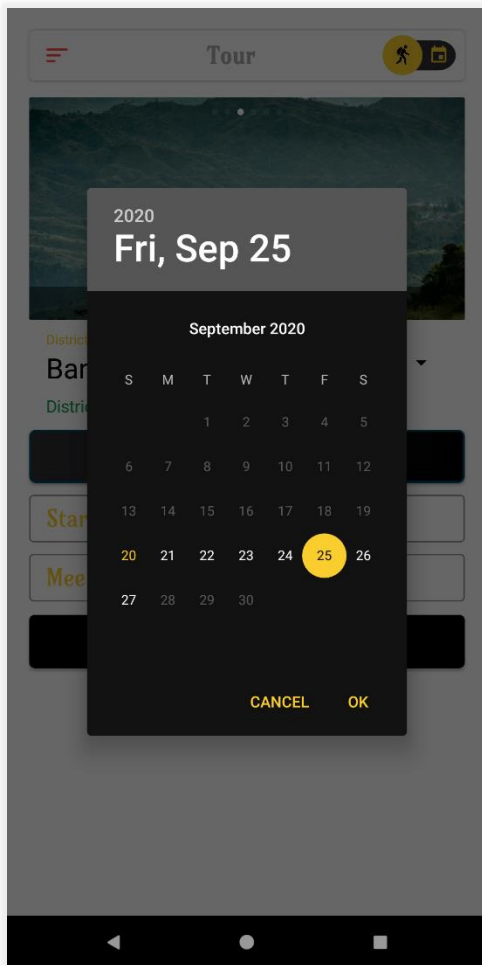 Tour
2020
Fri, Sep 25
September 2020
S M T W T F S
1 2 3 4 5
6 7 8 9 10 11 12
13 14 15 16 17 18 19
20 21 22 23 24 25 26
27 28 29 30
CANCEL OK
District
Bar
Distri
Star
Mee